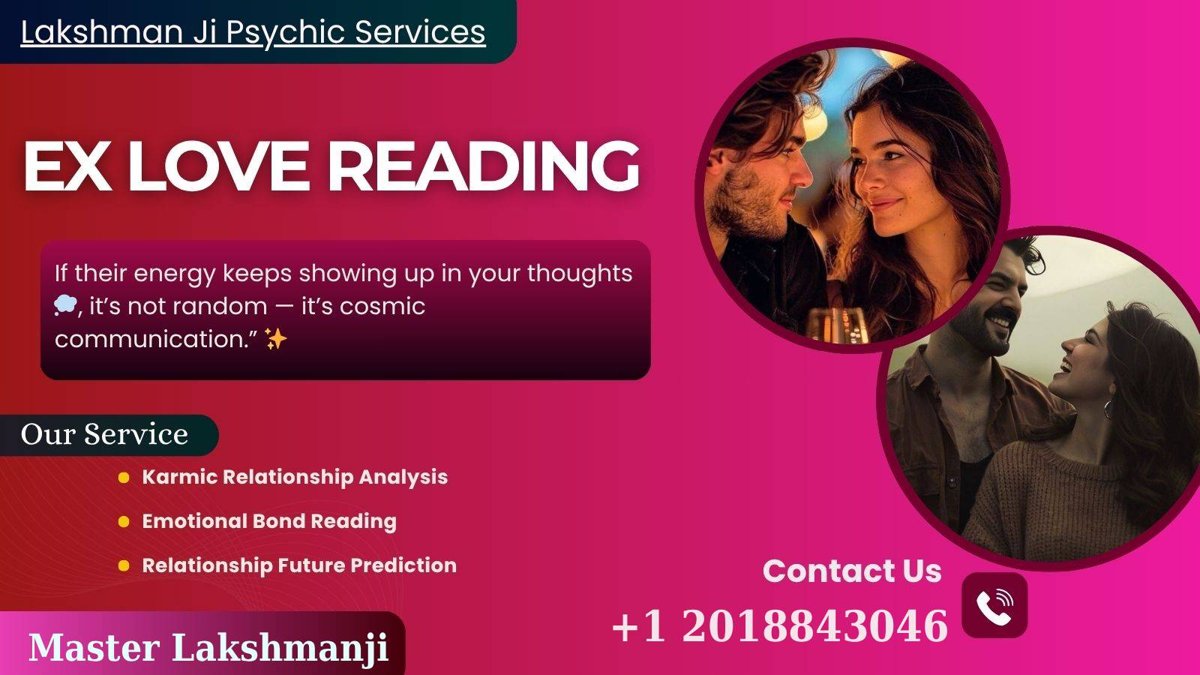 Lakshman Ji Psychic Services
EX LOVE READING
If their energy keeps showing up in your thoughts
💭, it’s not random — it’s cosmic
communication.” ✨
Our Service
Karmic Relationship Analysis
Emotional Bond Reading
Relationship Future Prediction
Contact Us
+1 2018843046
Master Lakshmanji